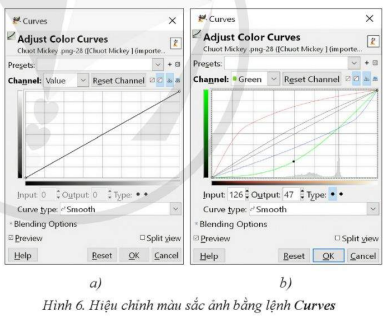 Curves
Adjust Color Curves
Chuot Mickey .png-28 ([Chuot Mickey ] (importe..
Presets:
Channel: Value Reset Channel
Input: 0 Output: 0 Type:
Curve type: Smooth
Blending Options
Preview Split view
Help Reset OK Cancel
a)
Curves
Adjust Color Curves
Chuot Mickey .png-28 ([Chuot Mickey ] (importe..
Presets:
Channel: Green Reset Channel
Input: 126 Output: 47 Type:
Curve type: Smooth
Blending Options
Preview Split view
Help Reset OK Cancel
b)
Hình 6. Hiệu chỉnh màu sắc ảnh bằng lệnh Curves